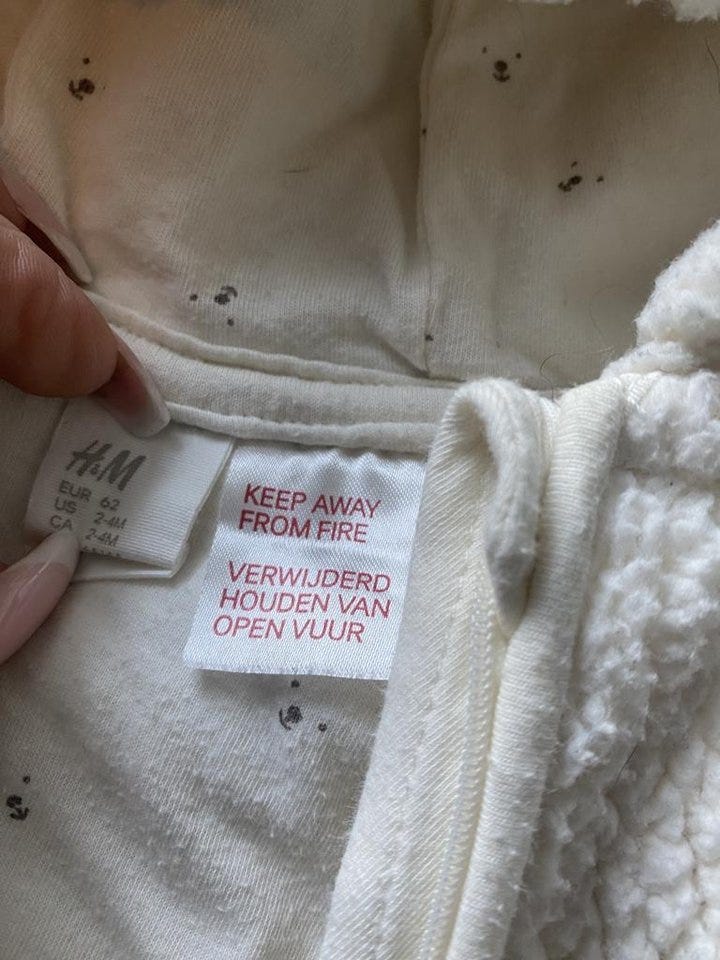 H&M
EUR 62
US 2-4M
CA 2-4M
KEEP AWAY
FROM FIRE
VERWIJDERD
HOUDEN VAN
OPEN VUUR